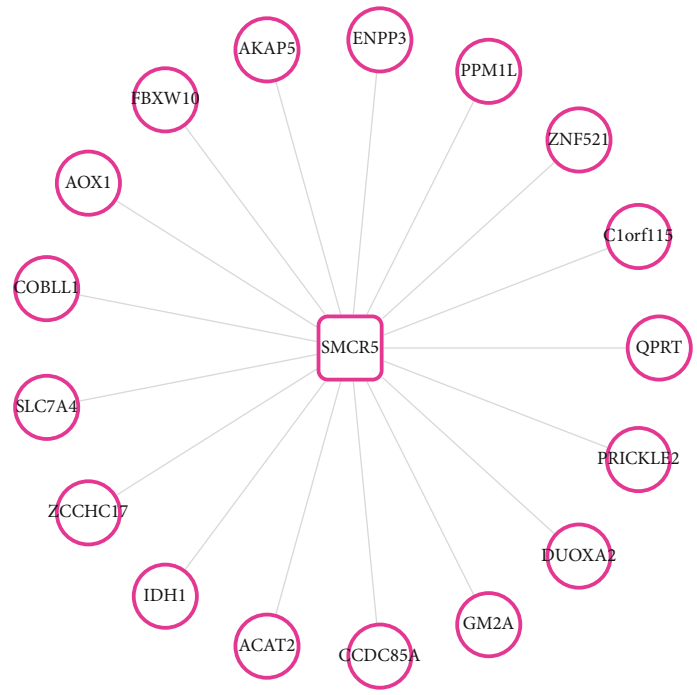 ENPP3
AKAP5
PPM1L
FBXW10
ZNF521
AOX1
C1orf115
COBLL1
SMCR5
QPRT
SLC7A4
PRICKLE2
ZCCHC17
DUOXA2
IDH1
GM2A
ACAT2
CCDC85A